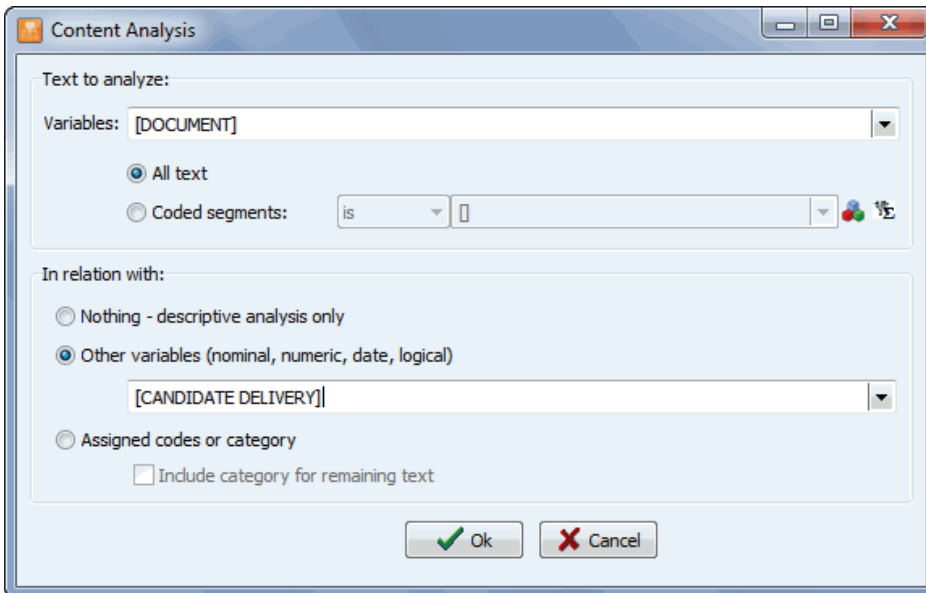 Content Analysis
Text to analyze:
Variables: [DOCUMENT]
All text
Coded segments: is []
In relation with:
Nothing - descriptive analysis only
Other variables (nominal, numeric, date, logical)
[CANDIDATE DELIVERY]
Assigned codes or category
Include category for remaining text
Ok Cancel